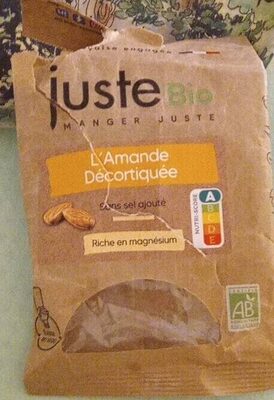 juste Bio
MANGER JUSTE
L'Amande
Décortiquée
Sans sel ajouté
Riche en magnésium
NUTRI-SCORE
A
B
C
D
E
AB